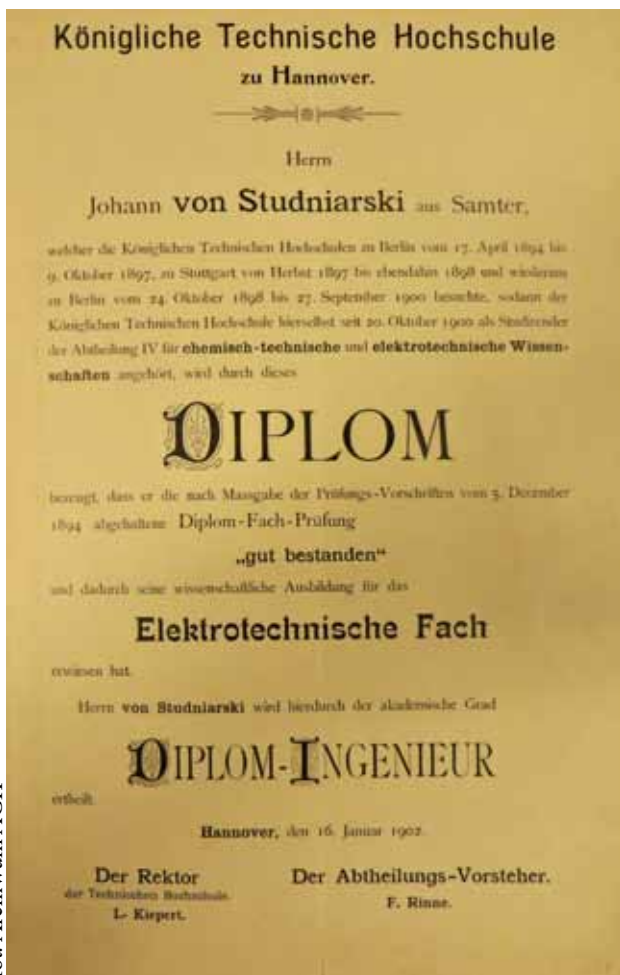 Königliche Technische Hochschule
zu Hannover.
Herrn
Johann von Studniarski aus Samter,
welcher die Königlichen Technischen Hochschulen zu Berlin vom 17. April 1894 bis
9. Oktober 1897, zu Stuttgart von Herbst 1897 bis ebendahin 1898 und wiederum
zu Berlin vom 24. Oktober 1898 bis 27. September 1900 besuchte, sodann der
Königlichen Technischen Hochschule hierselbst seit 20. Oktober 1900 als Studirender
der Abtheilung IV für chemisch-technische und elektrotechnische Wissen-
schaften angehört, wird durch dieses
DIPLOM
bezeugt, dass er die nach Massgabe der Prüfungs-Vorschriften vom 5. December
1894 abgehaltene Diplom-Fach-Prüfung
„gut bestanden“
und dadurch seine wissenschaftliche Ausbildung für das
Elektrotechnische Fach
erwiesen hat.
Herrn von Studniarski wird hierdurch der akademische Grad
DIPLOM-INGENIEUR
ertheilt.
Hannover, den 16. Januar 1902.
Der Rektor
der Technischen Hochschule.
L. Kiepert.
Der Abtheilungs-Vorsteher.
F. Rinne.